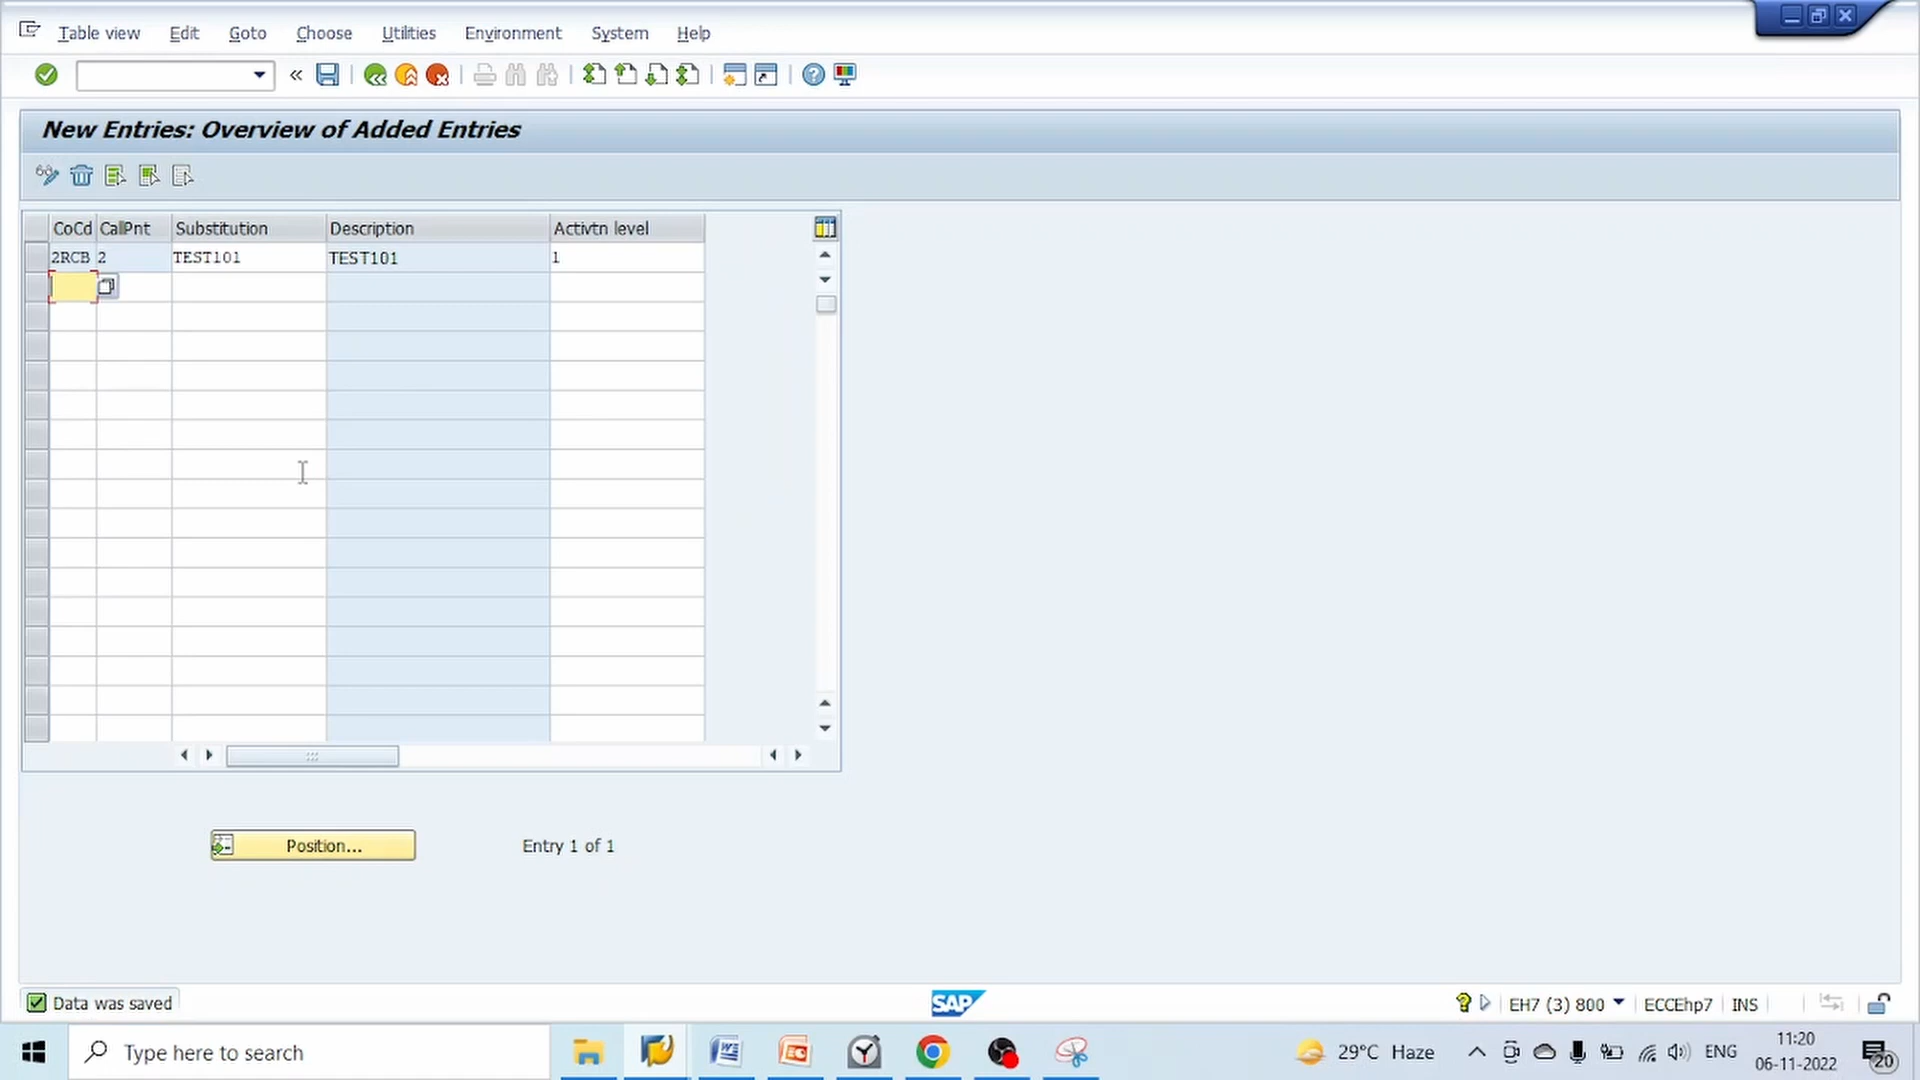 Table view Edit Goto Choose Utilities Environment System Help
New Entries: Overview of Added Entries
CoCd CallPnt Substitution Description Activtn level
2RCB 2 TEST101 TEST101 1
Position... Entry 1 of 1
Data was saved SAP EH7 (3) 800 ECCEhp7 INS
Type here to search 29°C Haze ENG 11:20
06-11-2022 20